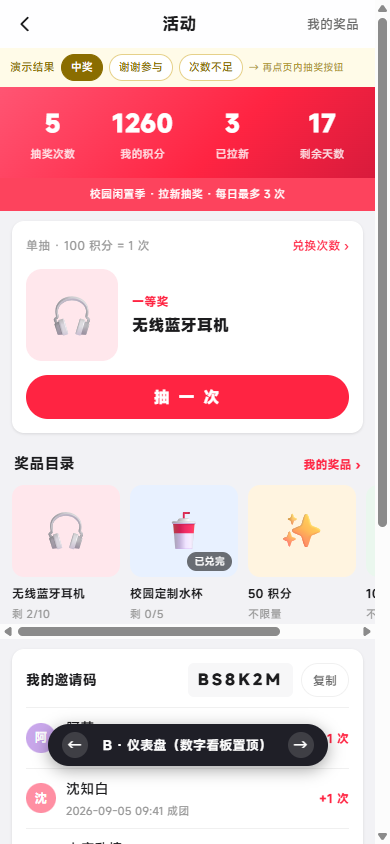 活动
我的奖品
演示结果 中奖 谢谢参与 次数不足 → 再点页内抽奖按钮
5 1260 3 17
抽奖次数 我的积分 已拉新 剩余天数
校园闲置季 · 拉新抽奖 · 每日最多 3 次
单抽 · 100 积分 = 1 次 兑换次数 ›
一等奖
无线蓝牙耳机
抽一次
奖品目录 我的奖品 ›
已兑完
无线蓝牙耳机 校园定制水杯 50 积分
剩 2/10 剩 0/5 不限量
我的邀请码 BS8K2M 复制
阿 1 次
← B · 仪表盘（数字看板置顶） →
沈 沈知白 +1 次
2026-09-05 09:41 成团